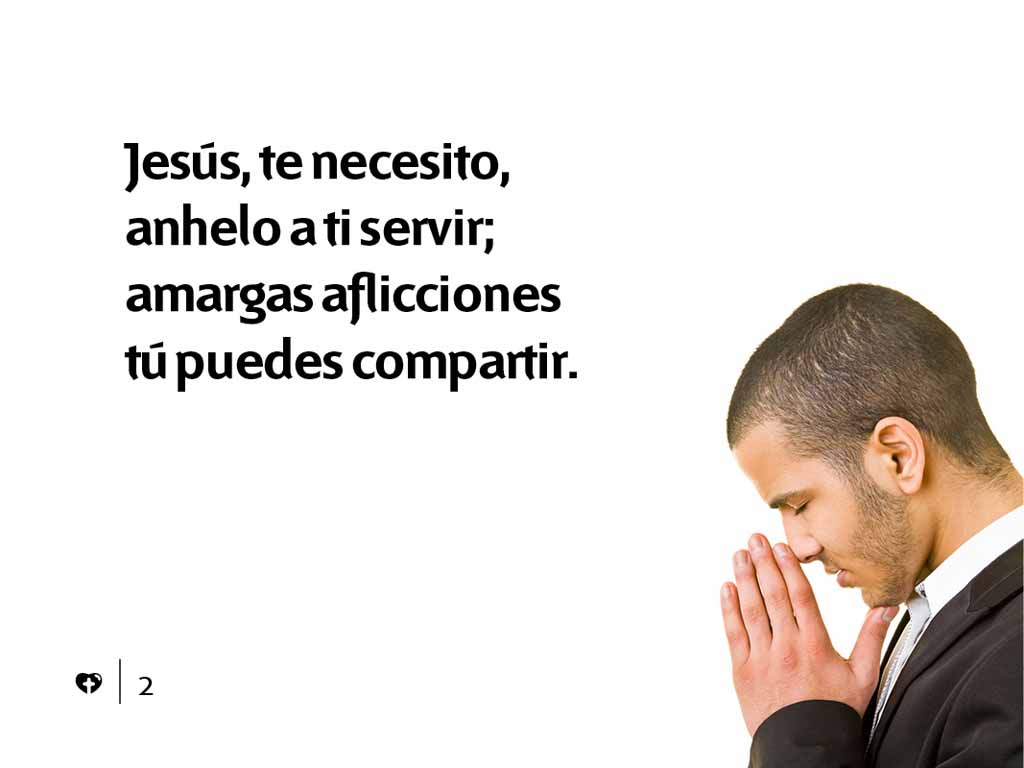 Jesús, te necesito,
anhelo a ti servir;
amargas aflicciones
tú puedes compartir.
2